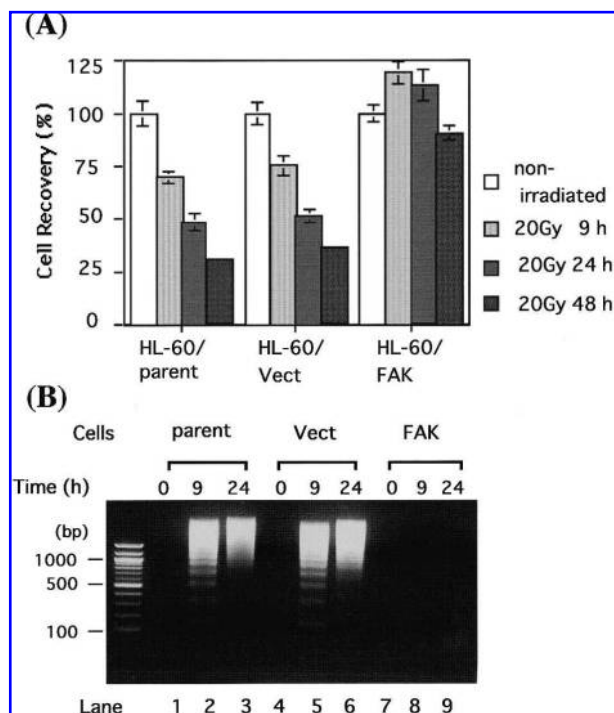 (A)
Cell Recovery (%)
125
100
75
50
25
0
HL-60/
parent
HL-60/
Vect
HL-60/
FAK
non-
irradiated
20Gy 9 h
20Gy 24 h
20Gy 48 h
(B)
Cells parent Vect FAK
Time (h) 0 9 24 0 9 24 0 9 24
(bp)
1000
500
100
Lane 1 2 3 4 5 6 7 8 9